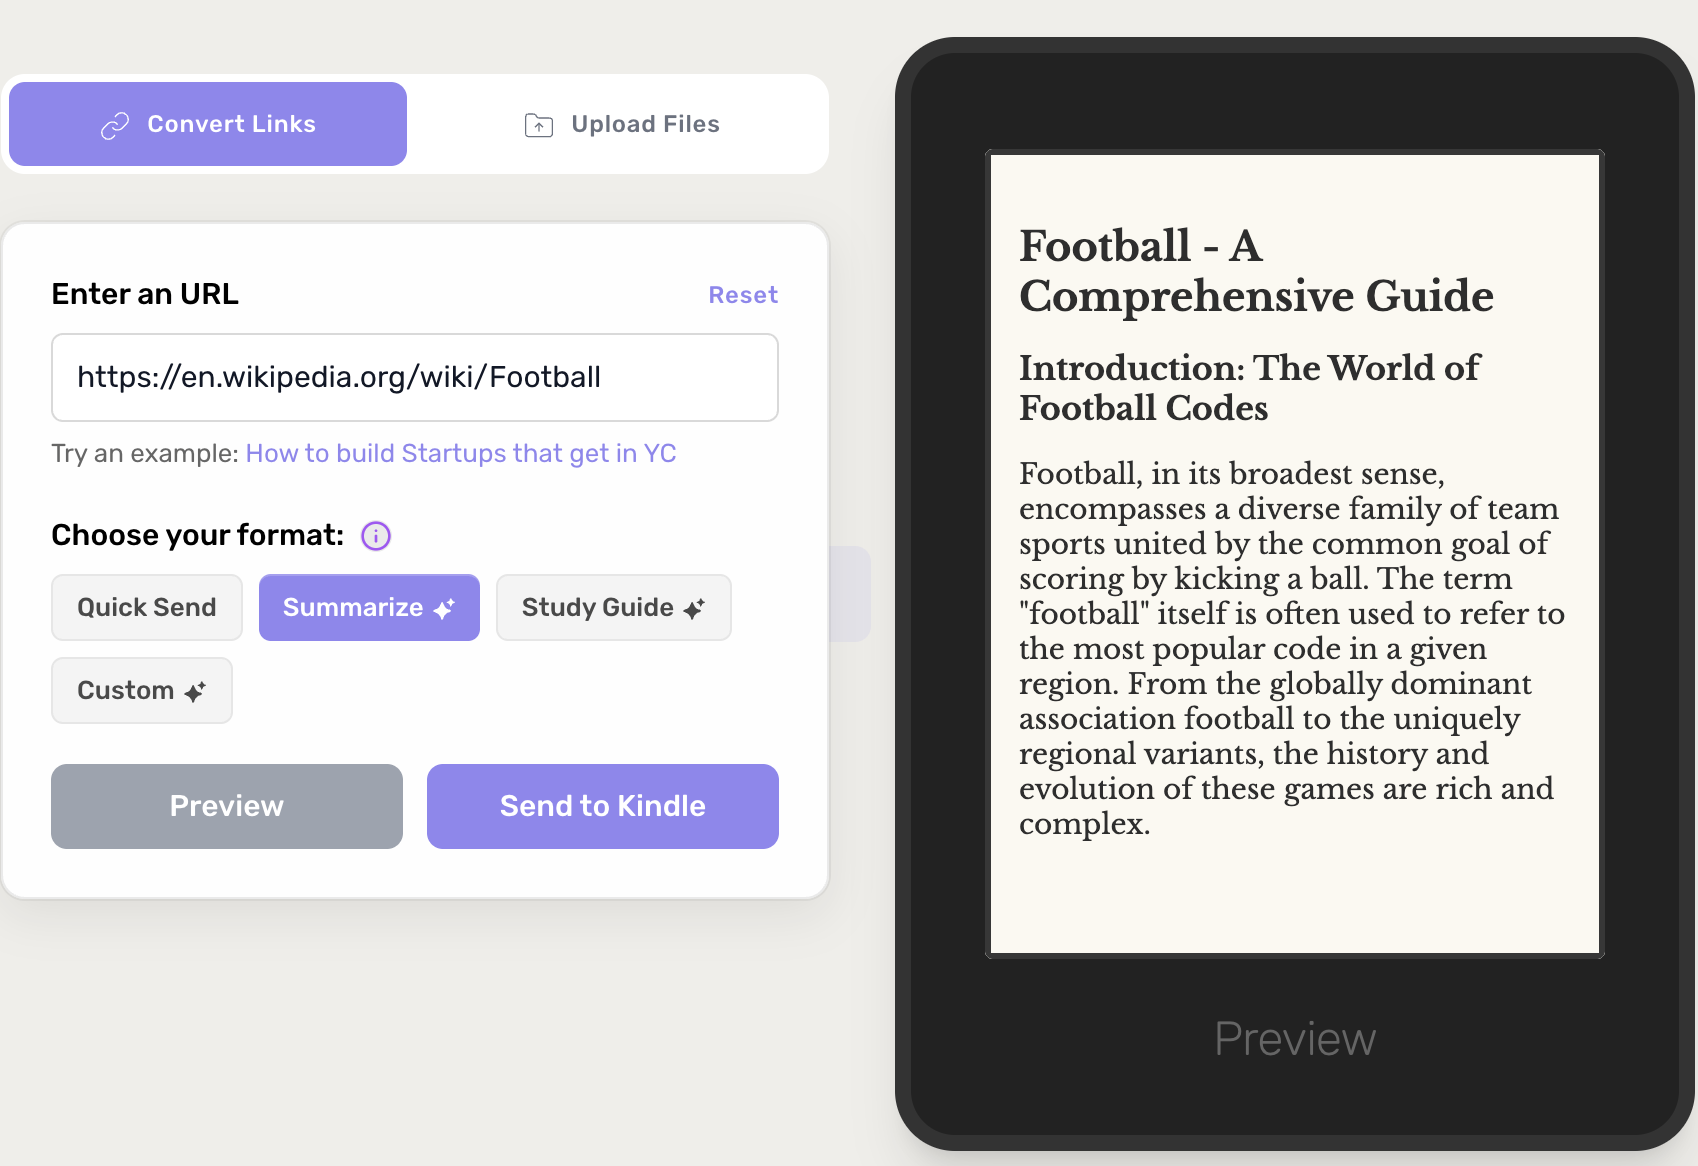 Convert Links
Upload Files
Enter an URL
Reset
https://en.wikipedia.org/wiki/Football
Try an example: How to build Startups that get in YC
Choose your format:
Quick Send
Summarize
Study Guide
Custom
Preview
Send to Kindle
Football - A
Comprehensive Guide
Introduction: The World of
Football Codes
Football, in its broadest sense,
encompasses a diverse family of team
sports united by the common goal of
scoring by kicking a ball. The term
"football" itself is often used to refer to
the most popular code in a given
region. From the globally dominant
association football to the uniquely
regional variants, the history and
evolution of these games are rich and
complex.
Preview